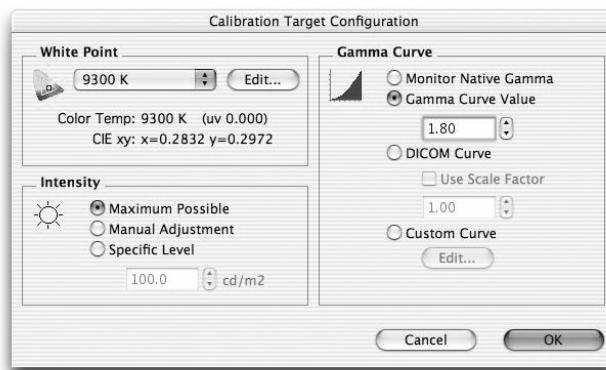 Calibration Target Configuration
White Point
9300 K
Edit...
Color Temp: 9300 K (uv 0.000)
CIE xy: x=0.2832 y=0.2972
Intensity
Maximum Possible
Manual Adjustment
Specific Level
100.0 cd/m2
Gamma Curve
Monitor Native Gamma
Gamma Curve Value
1.80
DICOM Curve
Use Scale Factor
1.00
Custom Curve
Edit...
Cancel
OK